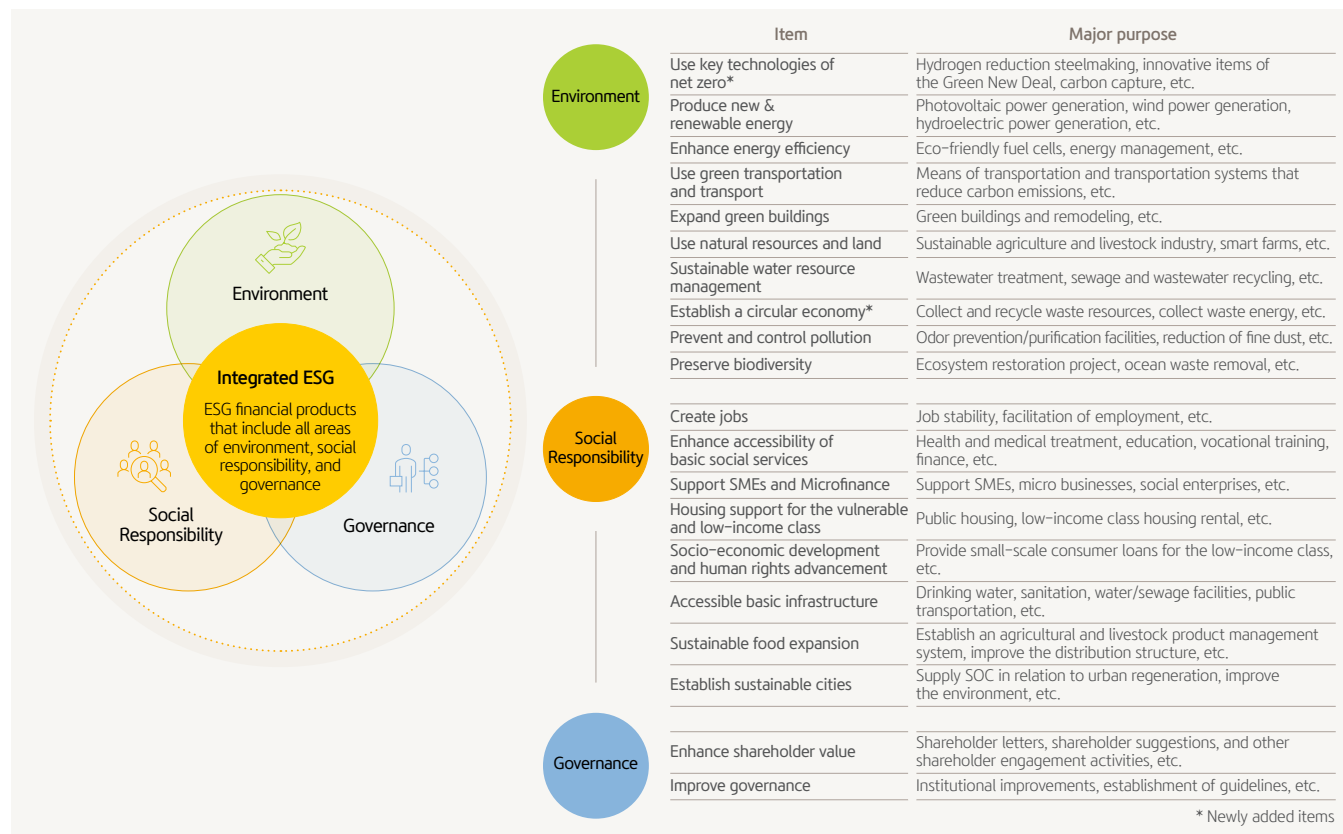 Environment
Integrated ESG
ESG financial products
that include all areas
of environment, social
responsibility, and
governance
Social
Responsibility
Governance
Item
Major purpose
Environment
Use key technologies of
net zero*
Hydrogen reduction steelmaking, innovative items of
the Green New Deal, carbon capture, etc.
Produce new &
renewable energy
Photovoltaic power generation, wind power generation,
hydroelectric power generation, etc.
Enhance energy efficiency
Eco-friendly fuel cells, energy management, etc.
Use green transportation
and transport
Means of transportation and transportation systems that
reduce carbon emissions, etc.
Expand green buildings
Green buildings and remodeling, etc.
Use natural resources and land
Sustainable agriculture and livestock industry, smart farms, etc.
Sustainable water resource
management
Wastewater treatment, sewage and wastewater recycling, etc.
Establish a circular economy*
Collect and recycle waste resources, collect waste energy, etc.
Prevent and control pollution
Odor prevention/purification facilities, reduction of fine dust, etc.
Preserve biodiversity
Ecosystem restoration project, ocean waste removal, etc.
Social
Responsibility
Create jobs
Job stability, facilitation of employment, etc.
Enhance accessibility of
basic social services
Health and medical treatment, education, vocational training,
finance, etc.
Support SMEs and Microfinance
Support SMEs, micro businesses, social enterprises, etc.
Housing support for the vulnerable
and low-income class
Public housing, low-income class housing rental, etc.
Socio-economic development
and human rights advancement
Provide small-scale consumer loans for the low-income class,
etc.
Accessible basic infrastructure
Drinking water, sanitation, water/sewage facilities, public
transportation, etc.
Sustainable food expansion
Establish an agricultural and livestock product management
system, improve the distribution structure, etc.
Establish sustainable cities
Supply SOC in relation to urban regeneration, improve
the environment, etc.
Governance
Enhance shareholder value
Shareholder letters, shareholder suggestions, and other
shareholder engagement activities, etc.
Improve governance
Institutional improvements, establishment of guidelines, etc.
* Newly added items